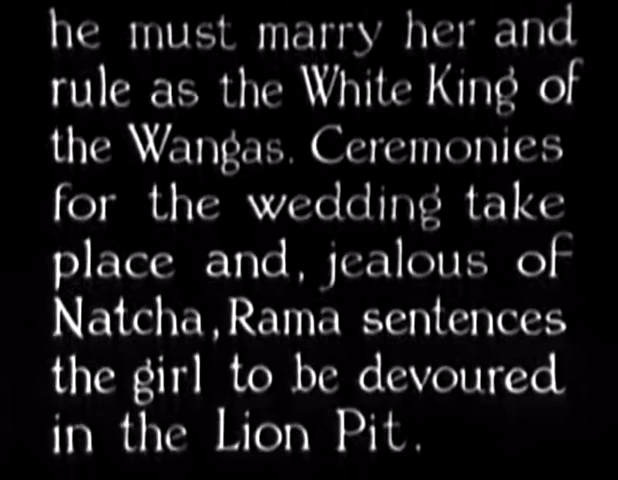 he must marry her and
rule as the White King of
the Wangas. Ceremonies
for the wedding take
place and, jealous of
Natcha, Rama sentences
the girl to be devoured
in the Lion Pit.